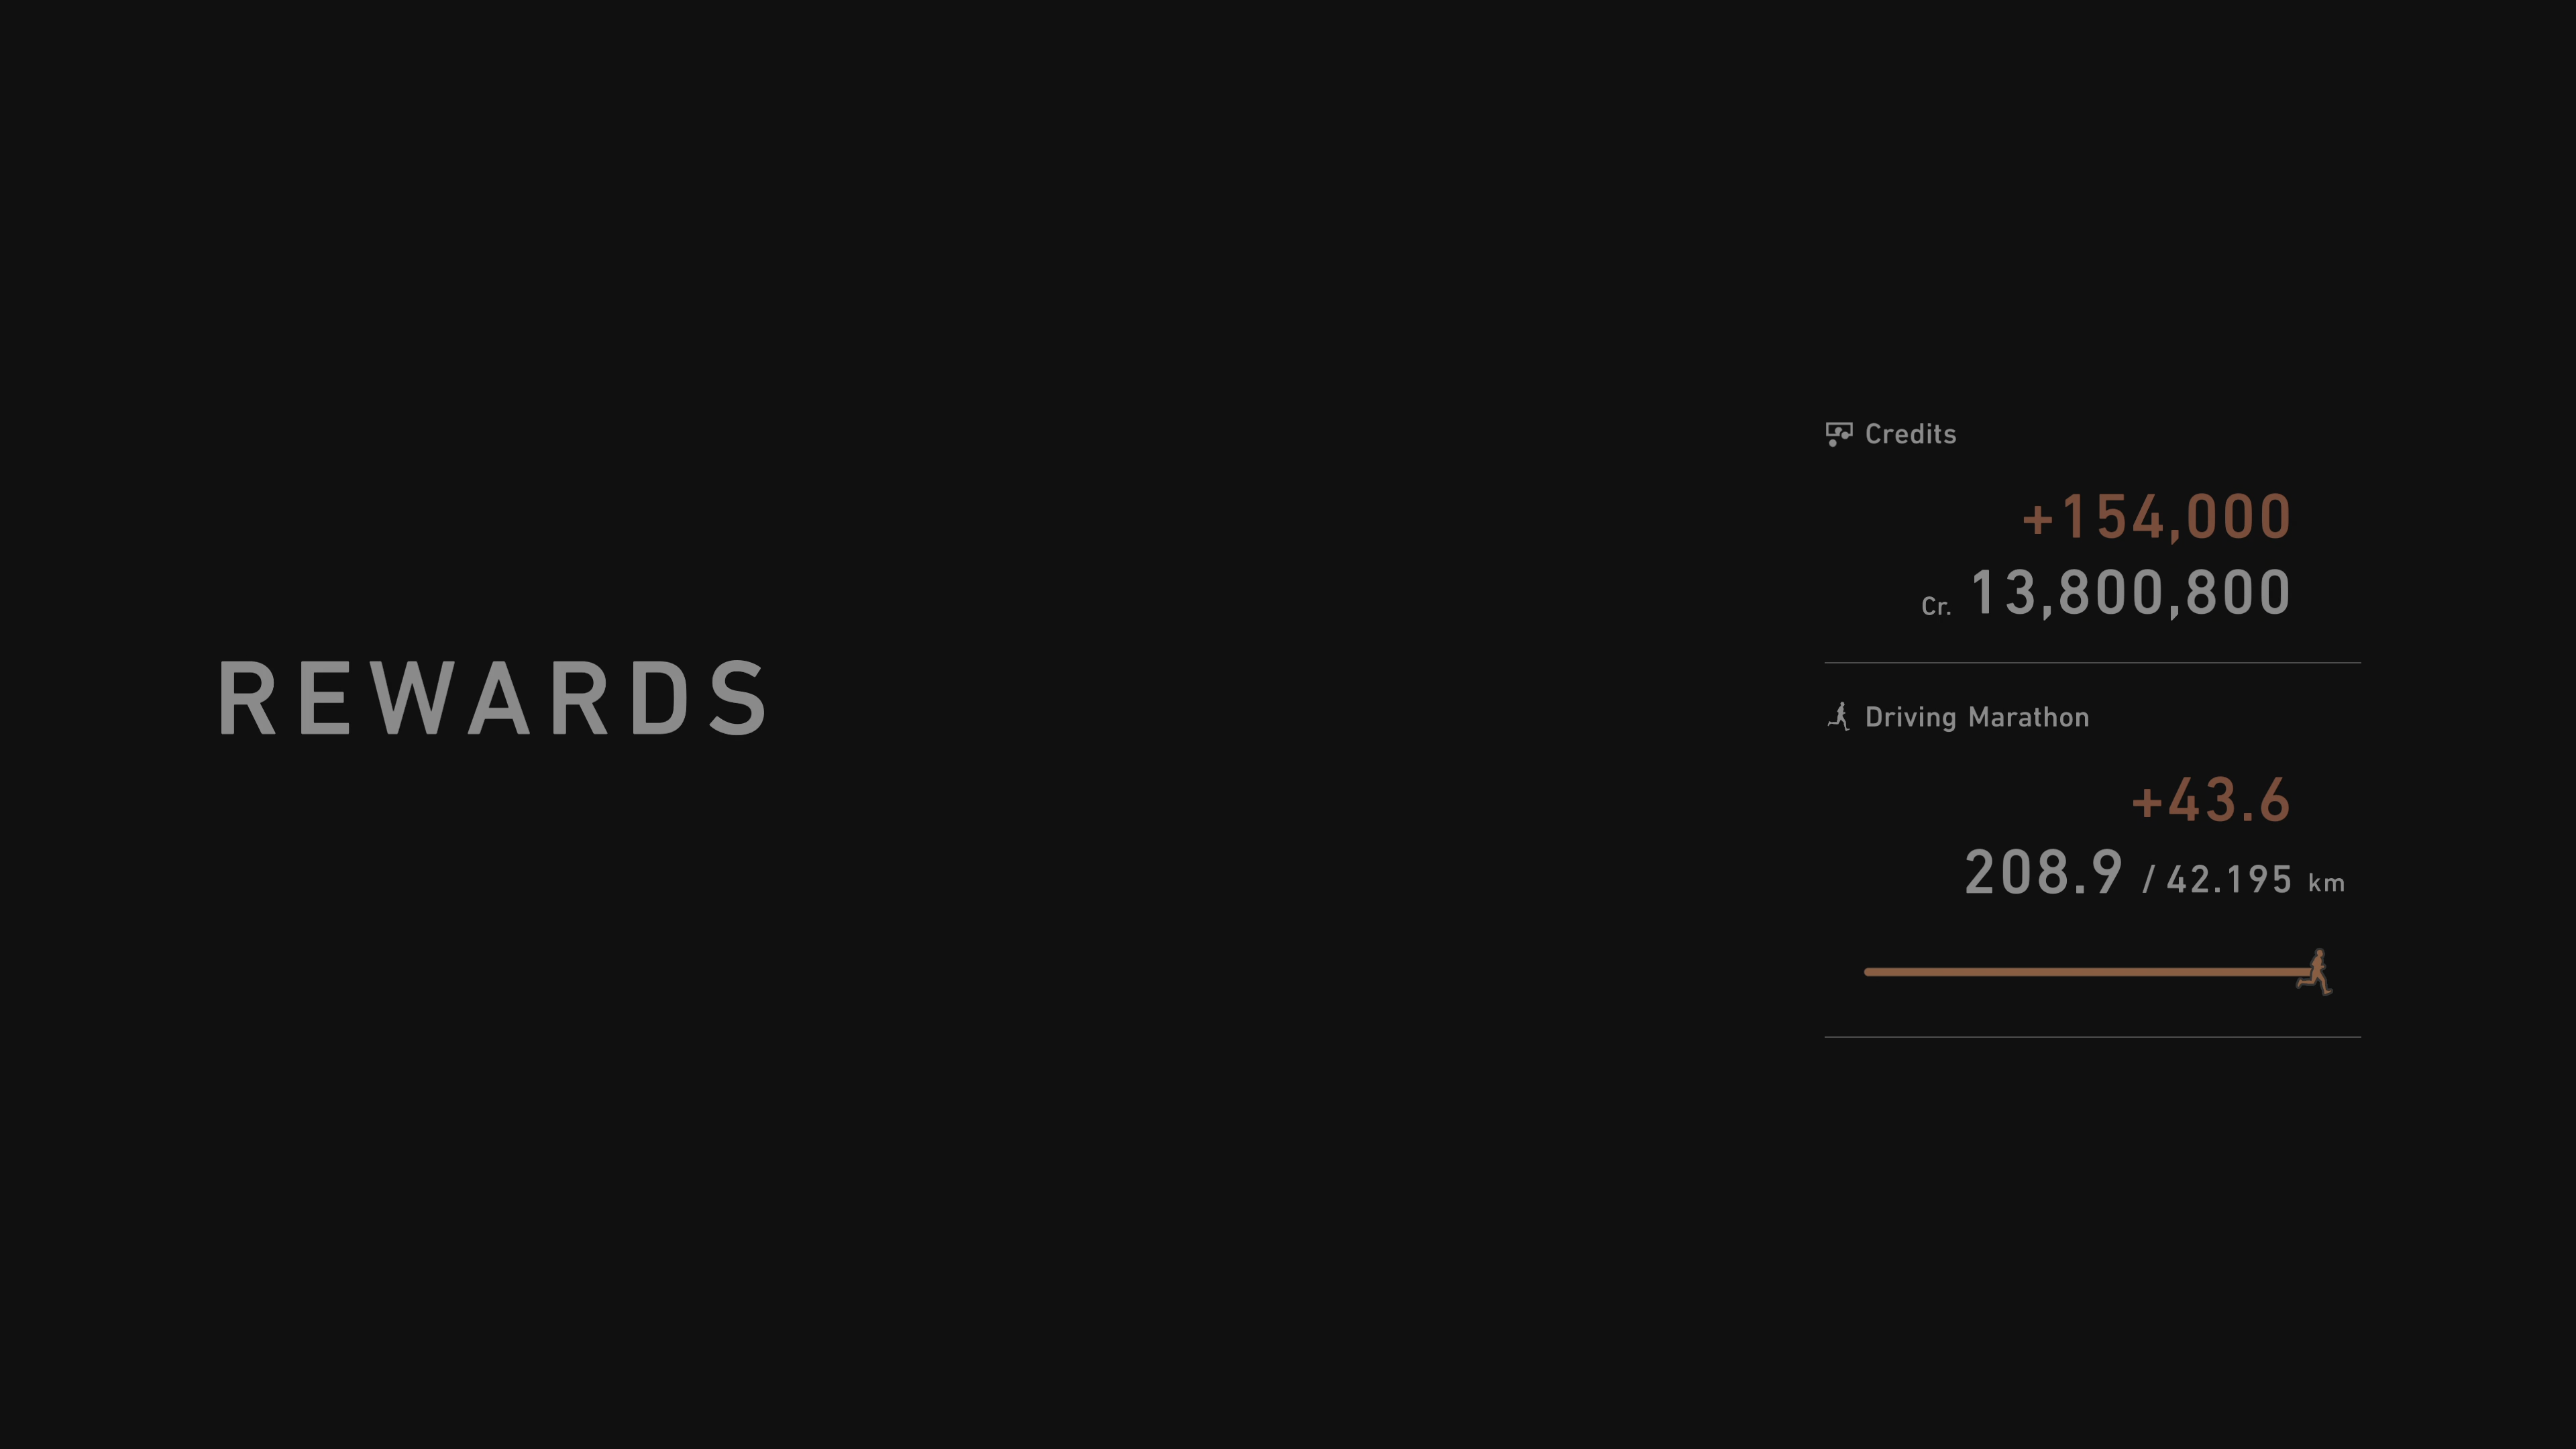 REWARDS
Credits
+154,000
Cr. 13,800,800
Driving Marathon
+43.6
208.9 / 42.195 km